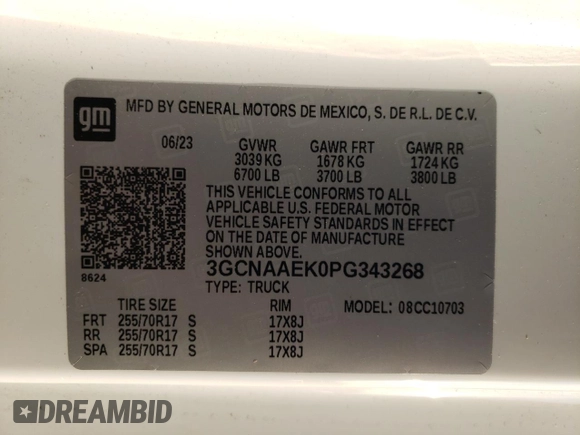 gm
MFD BY GENERAL MOTORS DE MEXICO, S. DE R.L. DE C.V.
06/23 GVWR GAWR FRT GAWR RR
3039 KG 1678 KG 1724 KG
6700 LB 3700 LB 3800 LB
THIS VEHICLE CONFORMS TO ALL
APPLICABLE U.S. FEDERAL MOTOR
VEHICLE SAFETY STANDARDS IN EFFECT
ON THE DATE OF MANUFACTURE
SHOWN ABOVE.
8624
3GCNAAEK0PG343268
TYPE: TRUCK
TIRE SIZE RIM MODEL: 08CC10703
FRT 255/70R17 S 17X8J
RR 255/70R17 S 17X8J
SPA 255/70R17 S 17X8J
DREAMBID